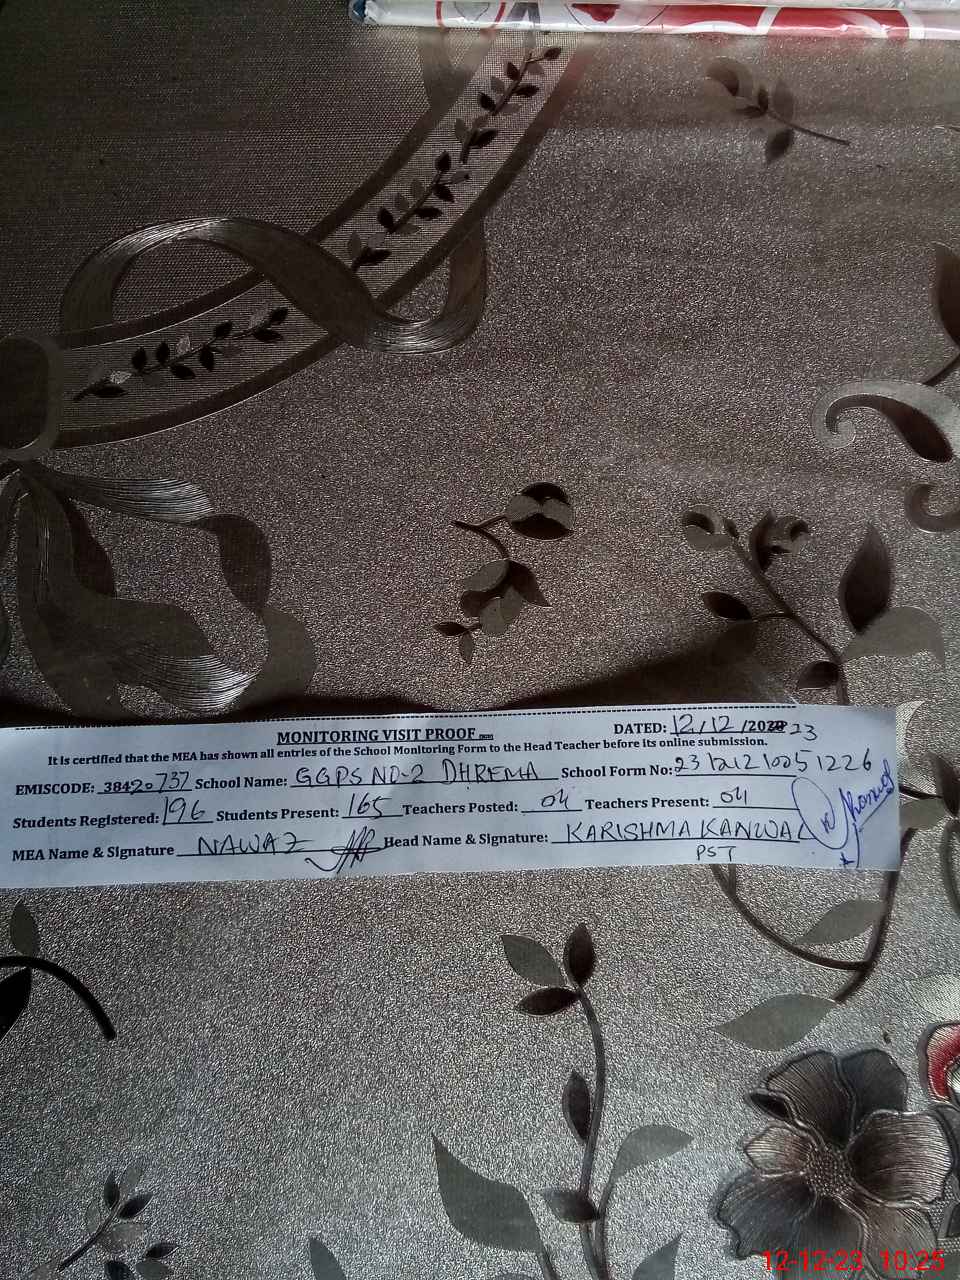 MONITORING VISIT PROOF
DATED: 12/12/2020 23
It is certified that the MEA has shown all entries of the School Monitoring Form to the Head Teacher before its online submission.
EMISCODE: 38420737 School Name: GGPS NO-2 DHREMA School Form No: 23121210051226
Students Registered: 196 Students Present: 165 Teachers Posted: 04 Teachers Present: 04
MEA Name & Signature NAWAZ Head Name & Signature: KARISHMA KANWAL
PST
12-12-23 10:25